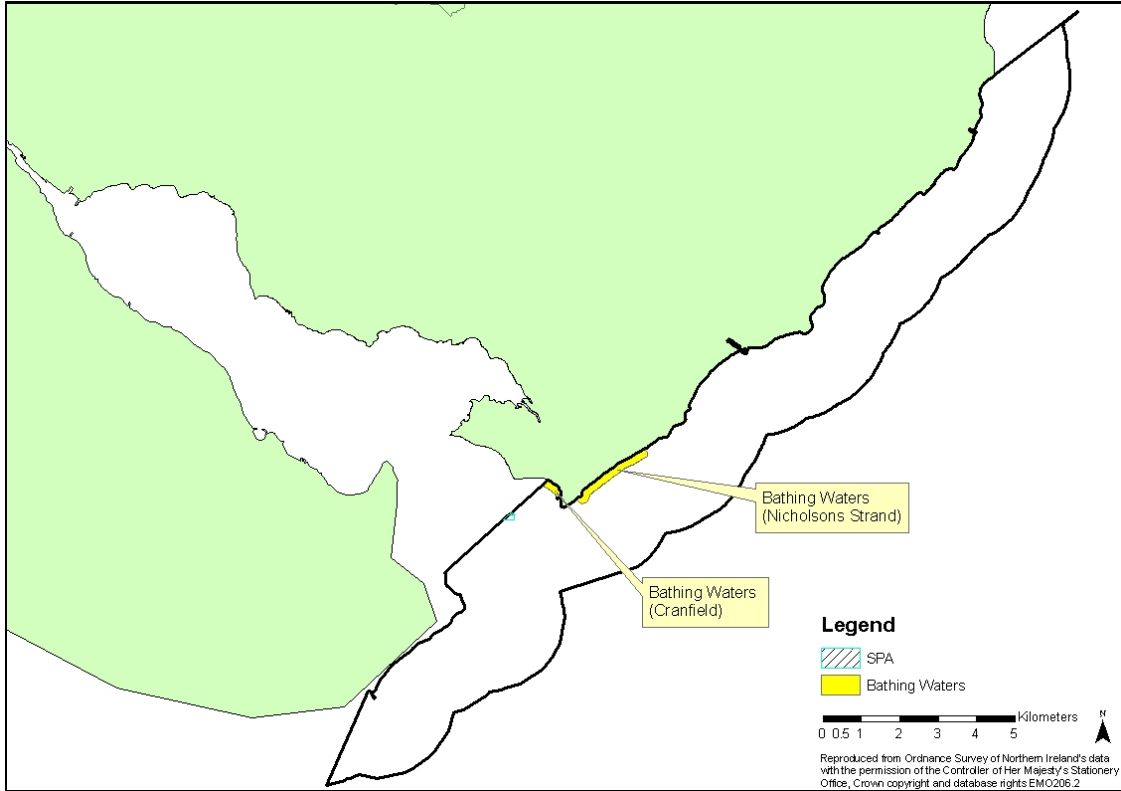 Bathing Waters
(Nicholsons Strand)
Bathing Waters
(Cranfield)
Legend
SPA
Bathing Waters
Kilometers
0 0.5 1 2 3 4 5
N
Reproduced from Ordnance Survey of Northern Ireland's data
with the permission of the Controller of Her Majesty's Stationery
Office, Crown copyright and database rights EMO206.2